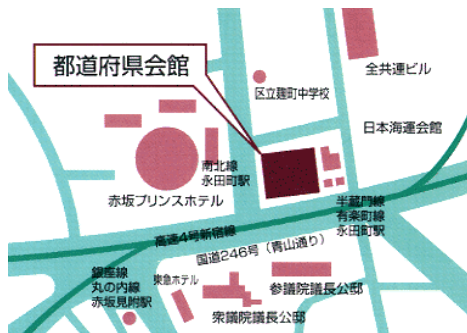 都道府県会館
全共連ビル
区立麹町中学校
日本海運会館
南北線
永田町駅
赤坂プリンスホテル
半蔵門線
有楽町線
永田町駅
高速4号新宿線
国道246号（青山通り）
銀座線
丸の内線
赤坂見附駅
東急ホテル
参議院議長公邸
衆議院議長公邸